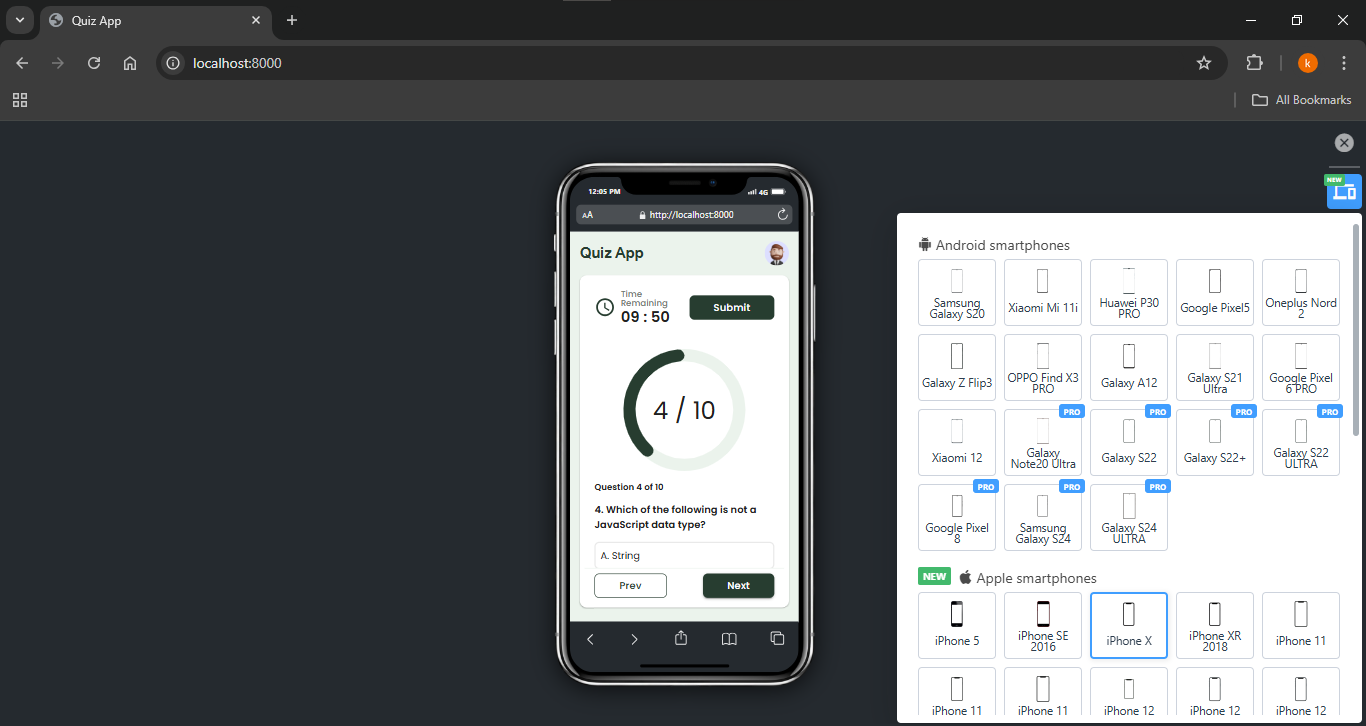 Quiz App
localhost:8000
k
All Bookmarks
NEW
12:05 PM
4G
AA
http://localhost:8000
Quiz App
Time
Remaining
09 : 50
Submit
4 / 10
Question 4 of 10
4. Which of the following is not a
JavaScript data type?
A. String
Prev
Next
Android smartphones
Samsung
Galaxy S20
Xiaomi Mi 11i
Huawei P30
PRO
Google Pixel5
Oneplus Nord
2
Galaxy Z Flip3
OPPO Find X3
PRO
Galaxy A12
Galaxy S21
Ultra
Google Pixel
6 PRO
Xiaomi 12
PRO
Galaxy
Note20 Ultra
PRO
Galaxy S22
PRO
Galaxy S22+
PRO
Galaxy S22
ULTRA
PRO
Google Pixel
8
PRO
Samsung
Galaxy S24
PRO
Galaxy S24
ULTRA
NEW
Apple smartphones
iPhone 5
iPhone SE
2016
iPhone X
iPhone XR
2018
iPhone 11
iPhone 11
iPhone 11
iPhone 12
iPhone 12
iPhone 12